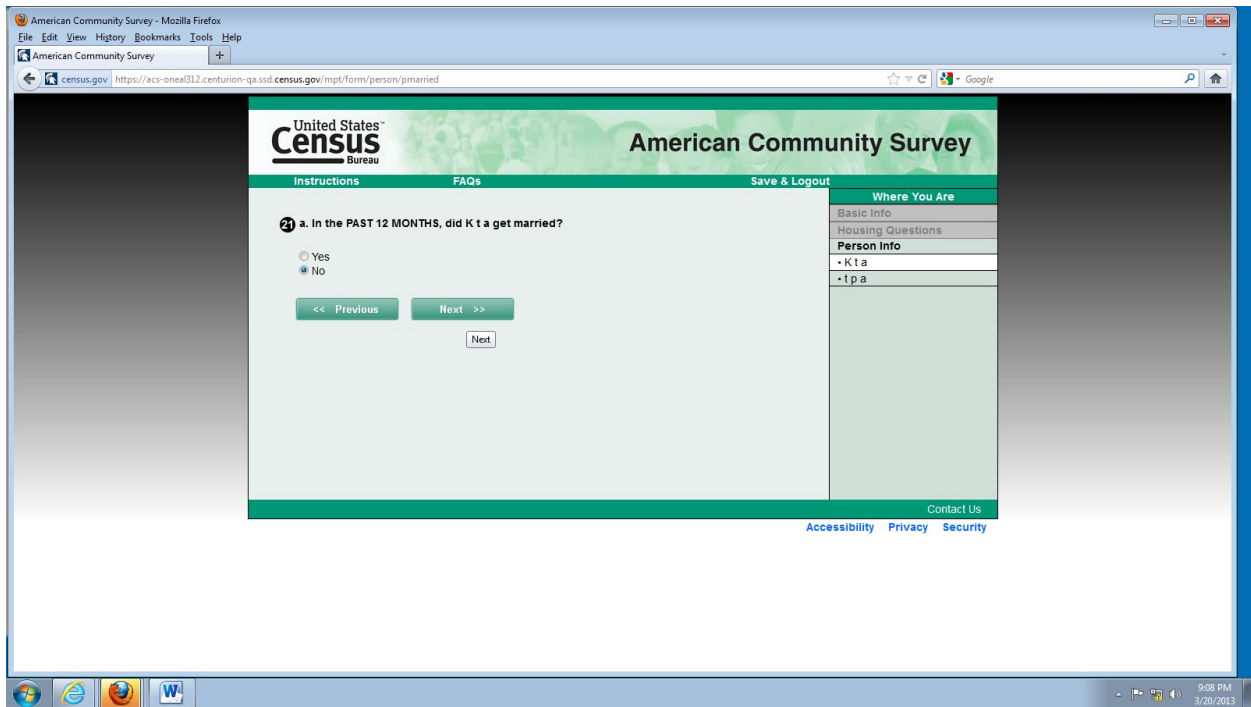 American Community Survey - Mozilla Firefox
File Edit View History Bookmarks Tools Help
American Community Survey +
census.gov https://acs-oneal312.centurion-qa.ssd.census.gov/mpt/form/person/pmarried Google
United States™
Census
Bureau
American Community Survey
Instructions FAQs Save & Logout
Where You Are
Basic Info
Housing Questions
Person Info
• K t a
• t p a
21 a. In the PAST 12 MONTHS, did K t a get married?
Yes
No
<< Previous Next >>
Next
Contact Us
Accessibility Privacy Security
W
9:08 PM
3/20/2013